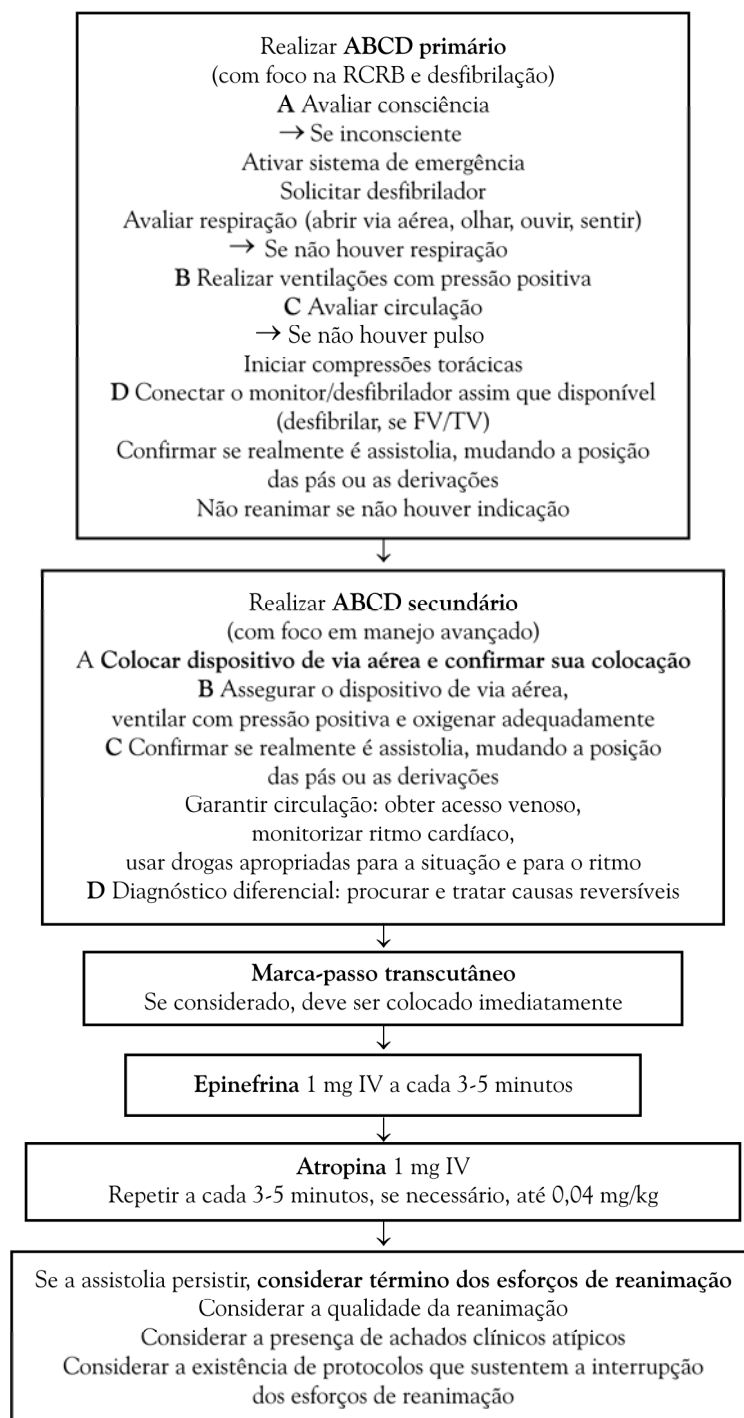 Realizar ABCD primário
(com foco na RCRB e desfibrilação)
A Avaliar consciência
→ Se inconsciente
Ativar sistema de emergência
Solicitar desfibrilador
Avaliar respiração (abrir via aérea, olhar, ouvir, sentir)
→ Se não houver respiração
B Realizar ventilações com pressão positiva
C Avaliar circulação
→ Se não houver pulso
Iniciar compressões torácicas
D Conectar o monitor/desfibrilador assim que disponível
(desfibrilar, se FV/TV)
Confirmar se realmente é assistolia, mudando a posição
das pás ou as derivações
Não reanimar se não houver indicação
Realizar ABCD secundário
(com foco em manejo avançado)
A Colocar dispositivo de via aérea e confirmar sua colocação
B Assegurar o dispositivo de via aérea,
ventilar com pressão positiva e oxigenar adequadamente
C Confirmar se realmente é assistolia, mudando a posição
das pás ou as derivações
Garantir circulação: obter acesso venoso,
monitorizar ritmo cardíaco,
usar drogas apropriadas para a situação e para o ritmo
D Diagnóstico diferencial: procurar e tratar causas reversíveis
Marca-passo transcutâneo
Se considerado, deve ser colocado imediatamente
Epinefrina 1 mg IV a cada 3-5 minutos
Atropina 1 mg IV
Repetir a cada 3-5 minutos, se necessário, até 0,04 mg/kg
Se a assistolia persistir, considerar término dos esforços de reanimação
Considerar a qualidade da reanimação
Considerar a presença de achados clínicos atípicos
Considerar a existência de protocolos que sustentem a interrupção
dos esforços de reanimação